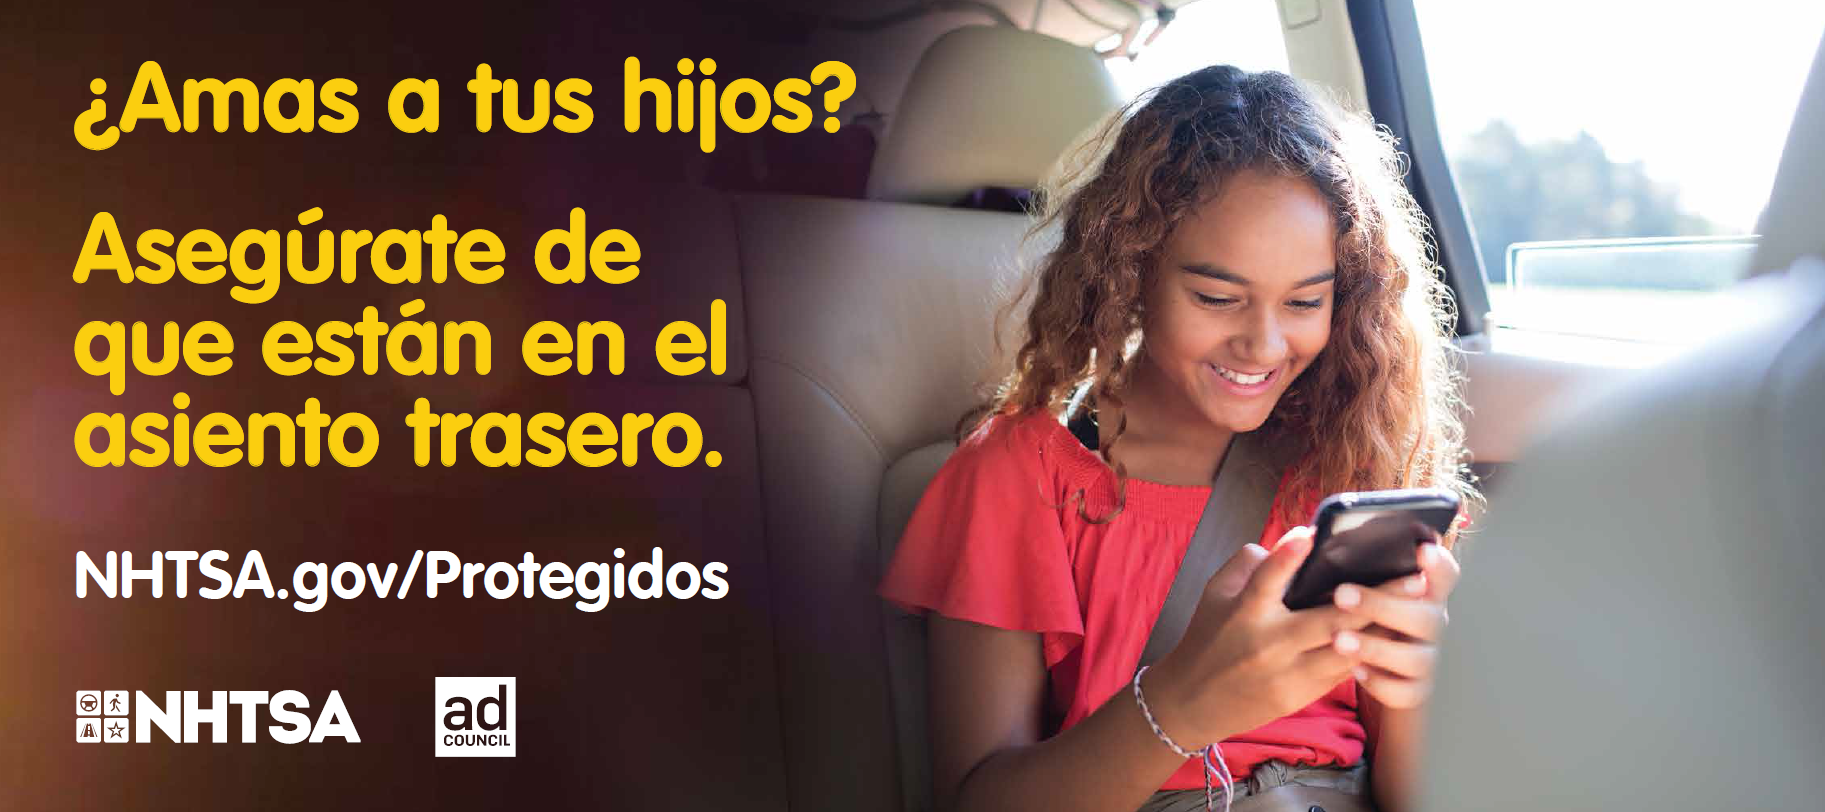 ¿Amas a tus hijos?
Asegúrate de
que están en el
asiento trasero.
NHTSA.gov/Protegidos
NHTSA
ad
COUNCIL